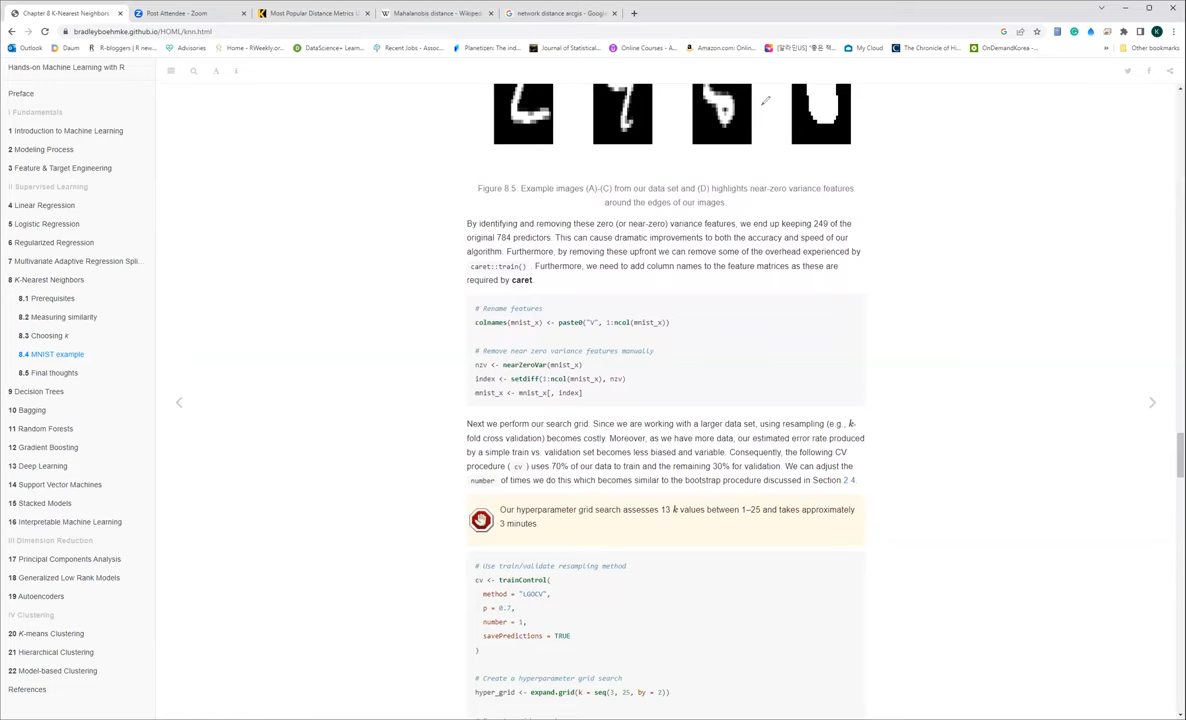 Chapter 8 K-Nearest Neighbors
Post Attendee - Zoom
Most Popular Distance Metrics U
Mahalanobis distance - Wikiped
network distance arcgis - Googl
bradleyboehmke.github.io/HOML/knn.html
Outlook
Daum
R-bloggers | R new...
Advisories
Home - RWeekly.or...
DataScience+ Learn...
Recent Jobs - Assoc...
Planetizen: The ind...
Journal of Statistical...
Online Courses - A...
Amazon.com: Onlin...
My Cloud
The Chronicle of Hi...
OnDemandKorea -...
Other bookmarks
Hands-on Machine Learning with R
Preface
I Fundamentals
1 Introduction to Machine Learning
2 Modeling Process
3 Feature & Target Engineering
II Supervised Learning
4 Linear Regression
5 Logistic Regression
6 Regularized Regression
7 Multivariate Adaptive Regression Spli...
8 K-Nearest Neighbors
8.1 Prerequisites
8.2 Measuring similarity
8.3 Choosing k
8.4 MNIST example
8.5 Final thoughts
9 Decision Trees
10 Bagging
11 Random Forests
12 Gradient Boosting
13 Deep Learning
14 Support Vector Machines
15 Stacked Models
16 Interpretable Machine Learning
III Dimension Reduction
17 Principal Components Analysis
18 Generalized Low Rank Models
19 Autoencoders
IV Clustering
20 K-means Clustering
21 Hierarchical Clustering
22 Model-based Clustering
References
Figure 8.5: Example images (A)-(C) from our data set and (D) highlights near-zero variance features
around the edges of our images.
By identifying and removing these zero (or near-zero) variance features, we end up keeping 249 of the
original 784 predictors. This can cause dramatic improvements to both the accuracy and speed of our
algorithm. Furthermore, by removing these upfront we can remove some of the overhead experienced by
caret::train() . Furthermore, we need to add column names to the feature matrices as these are
required by caret.
# Rename features
colnames(mnist_x) <- paste0("V", 1:ncol(mnist_x))
# Remove near zero variance features manually
nzv <- nearZeroVar(mnist_x)
index <- setdiff(1:ncol(mnist_x), nzv)
mnist_x <- mnist_x[, index]
Next we perform our search grid. Since we are working with a larger data set, using resampling (e.g., k-
fold cross validation) becomes costly. Moreover, as we have more data, our estimated error rate produced
by a simple train vs. validation set becomes less biased and variable. Consequently, the following CV
procedure ( cv ) uses 70% of our data to train and the remaining 30% for validation. We can adjust the
number of times we do this which becomes similar to the bootstrap procedure discussed in Section 2.4.
Our hyperparameter grid search assesses 13 k values between 1–25 and takes approximately
3 minutes
# Use train/validate resampling method
cv <- trainControl(
method = "LGOCV",
p = 0.7,
number = 1,
savePredictions = TRUE
)
# Create a hyperparameter grid search
hyper_grid <- expand.grid(k = seq(3, 25, by = 2))